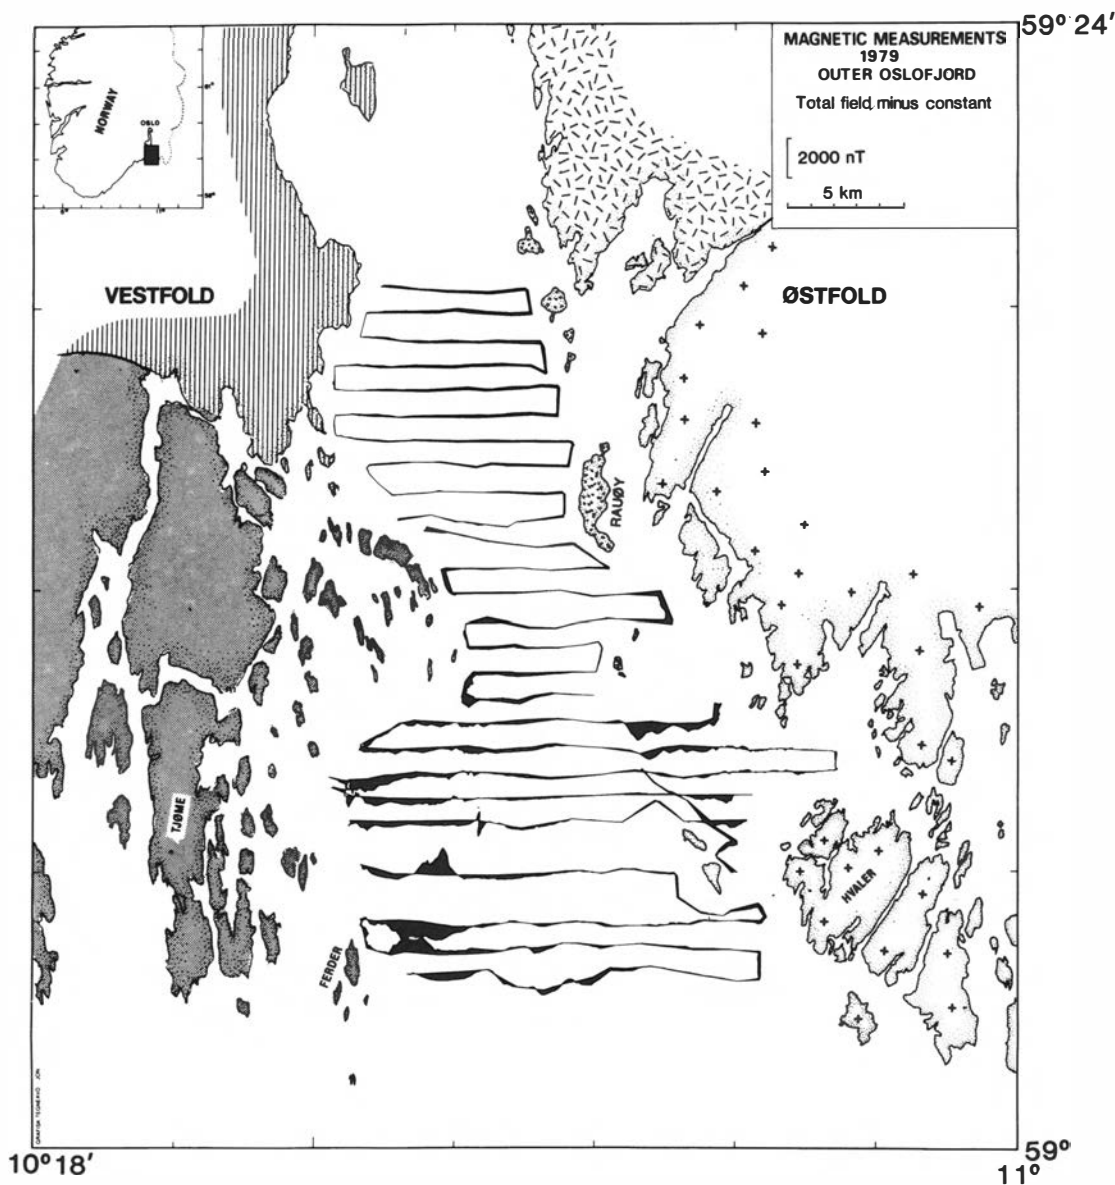 59° 24′
MAGNETIC MEASUREMENTS
1979
OUTER OSLOFJORD
Total field, minus constant
2000 nT
5 km
NORWAY
OSLO
VESTFOLD
ØSTFOLD
RAUØY
TJØME
HVALER
FERDER
59°
10° 18′
11°